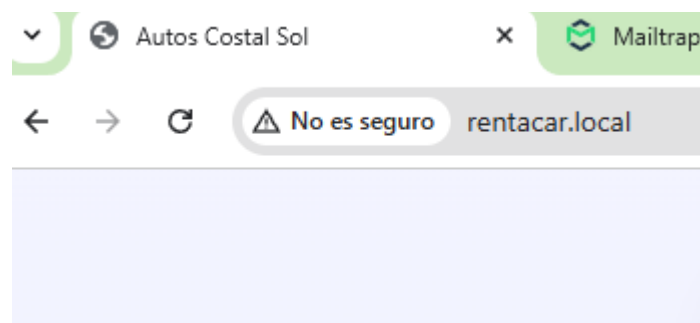 Autos Costal Sol
Mailtrap
No es seguro
rentacar.local